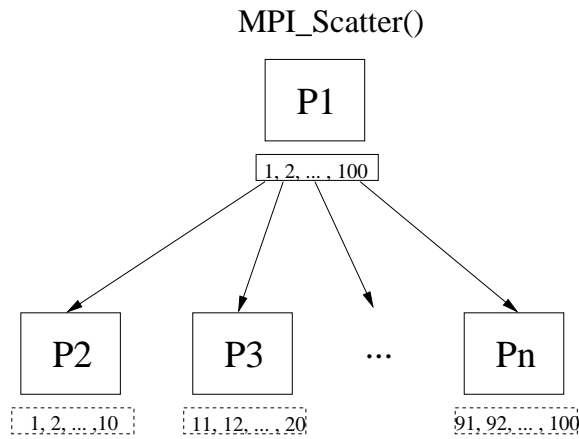 MPI_Scatter()
P1
1, 2, ... , 100
P2 P3 ... Pn
1, 2, ... ,10 11, 12, ... , 20 91, 92, ... , 100